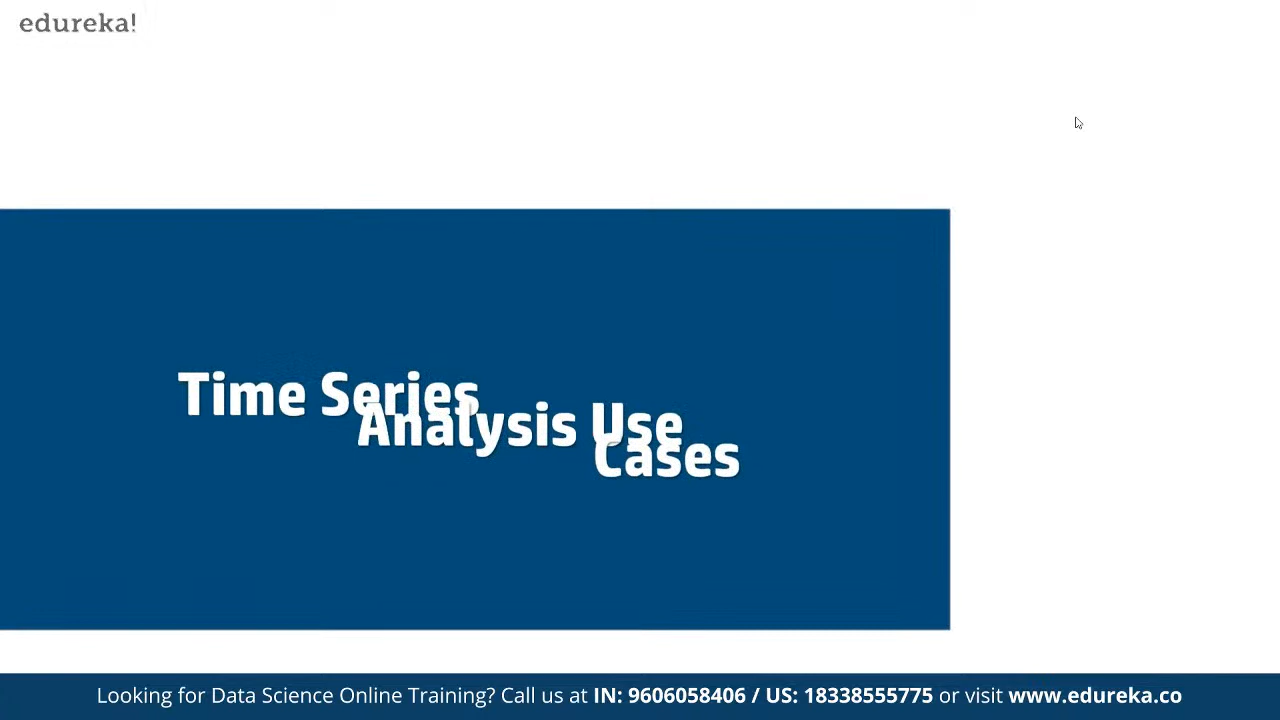 edureka!
Time Series
Analysis Use
Cases
Looking for Data Science Online Training? Call us at IN: 9606058406 / US: 18338555775 or visit www.edureka.co